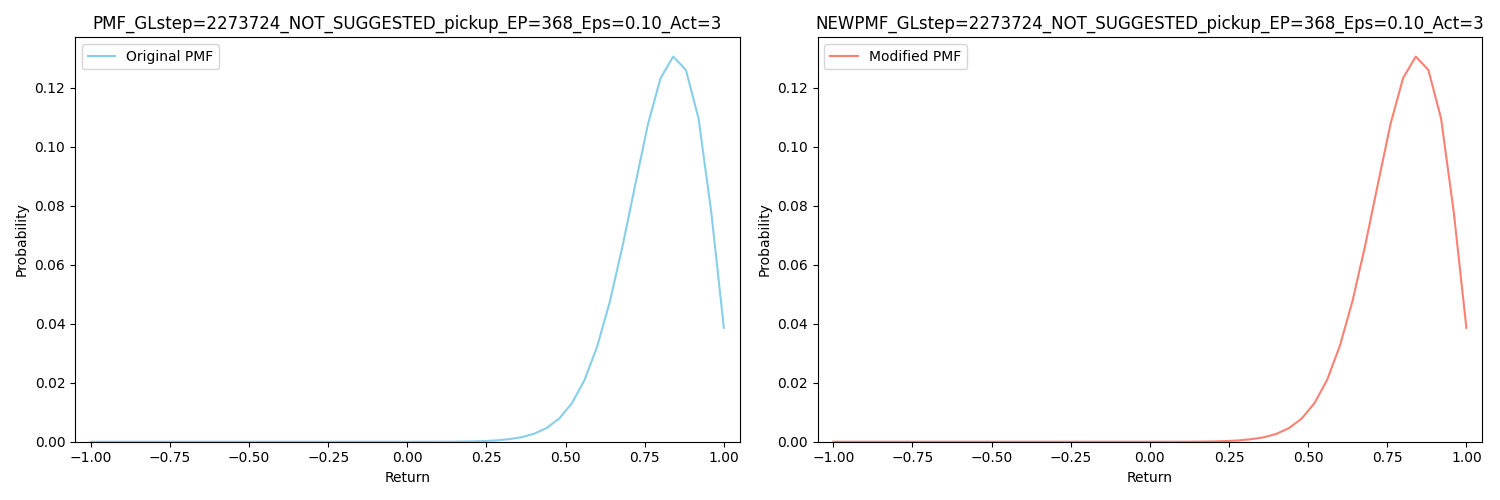 PMF_GLstep=2273724_NOT_SUGGESTED_pickup_EP=368_Eps=0.10_Act=3
Original PMF
0.12
0.10
0.08
0.06
0.04
0.02
0.00
Probability
−1.00 −0.75 −0.50 −0.25 0.00 0.25 0.50 0.75 1.00
Return
NEWPMF_GLstep=2273724_NOT_SUGGESTED_pickup_EP=368_Eps=0.10_Act=3
Modified PMF
0.12
0.10
0.08
0.06
0.04
0.02
0.00
Probability
−1.00 −0.75 −0.50 −0.25 0.00 0.25 0.50 0.75 1.00
Return